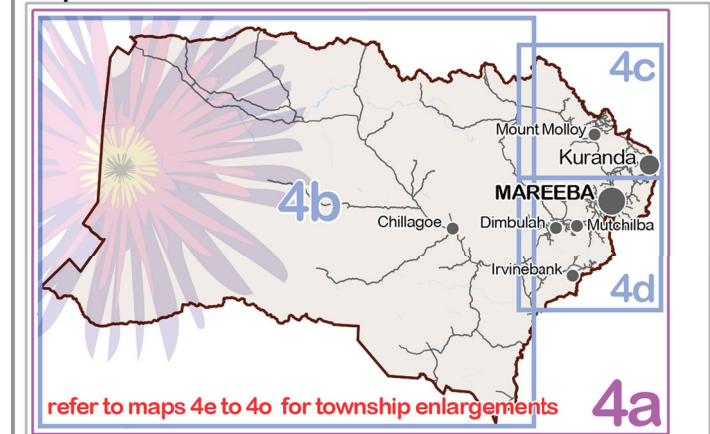 4c
Mount Molloy
Kuranda
MAREEBA
4b
Chillagoe
Dimbulah
Mutchilba
Irvinebank
4d
refer to maps 4e to 4o for township enlargements
4a